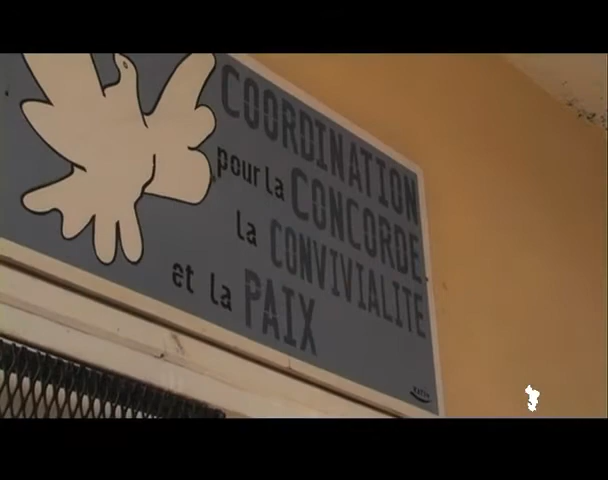 COORDINATION
pour la CONCORDE
la CONVIVIALITE
et la PAIX